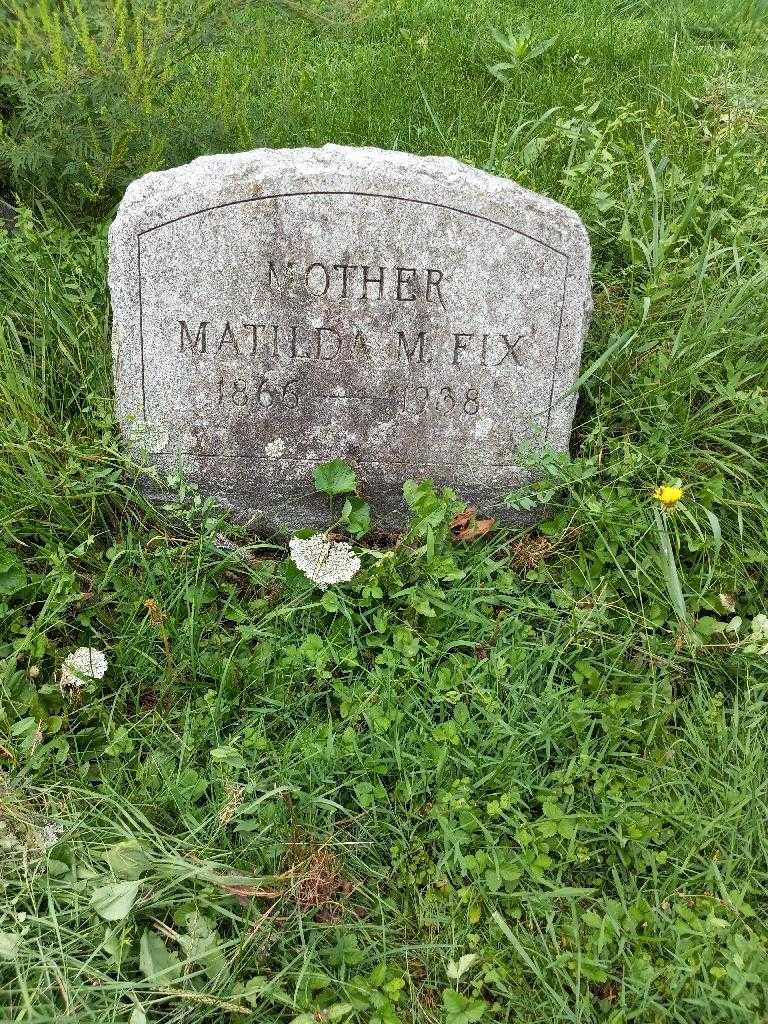 MOTHER
MATILDA M. FIX
1866 — 1938